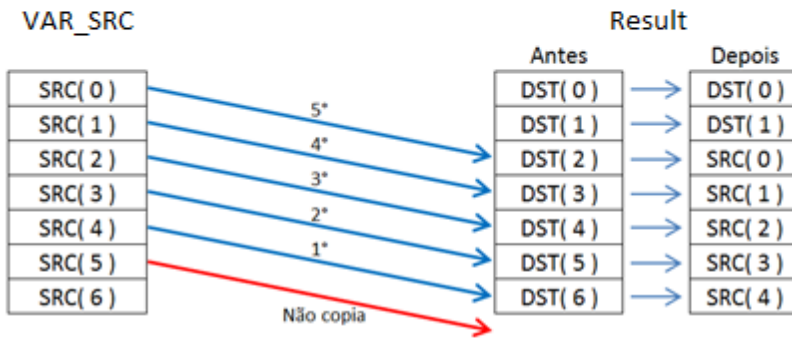 VAR_SRC Result
Antes Depois
SRC( 0 ) DST( 0 ) DST( 0 )
5°
SRC( 1 ) DST( 1 ) DST( 1 )
4°
SRC( 2 ) DST( 2 ) SRC( 0 )
3°
SRC( 3 ) DST( 3 ) SRC( 1 )
2°
SRC( 4 ) DST( 4 ) SRC( 2 )
1°
SRC( 5 ) DST( 5 ) SRC( 3 )
SRC( 6 ) DST( 6 ) SRC( 4 )
Não copia